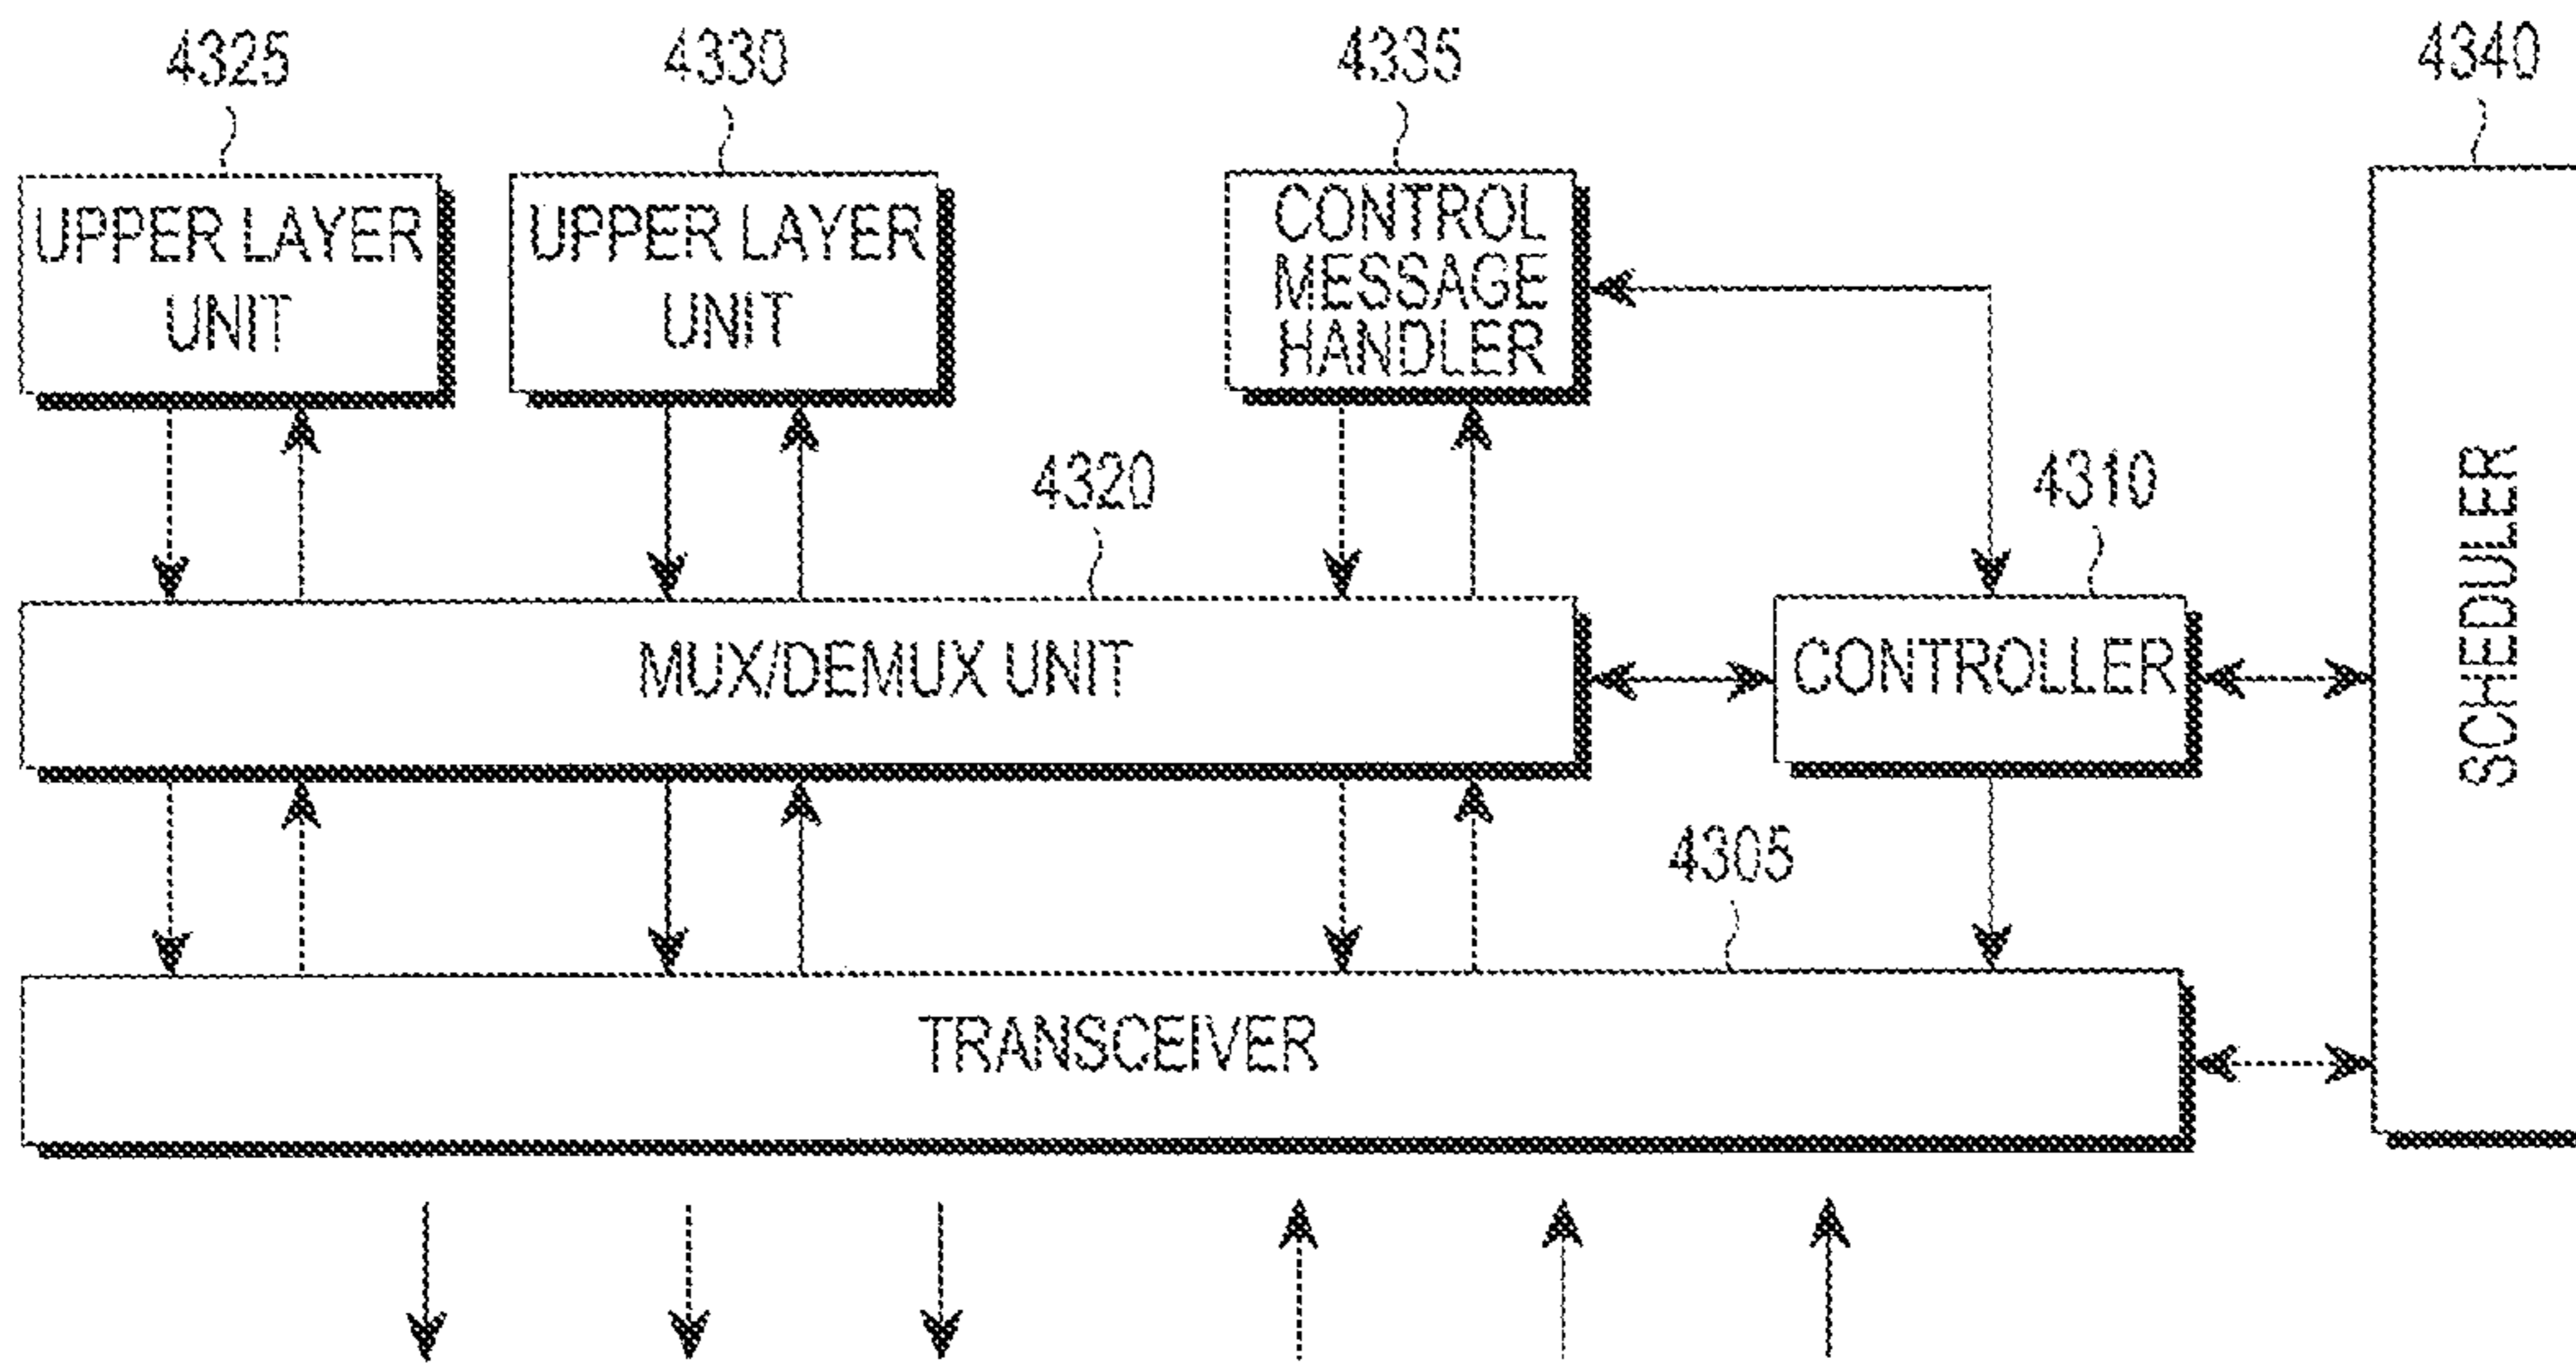 4325
4330
4335
4340
UPPER LAYER
UNIT
UPPER LAYER
UNIT
CONTROL
MESSAGE
HANDLER
4320
4310
MUX/DEMUX UNIT
CONTROLLER
SCHEDULER
4305
TRANSCEIVER